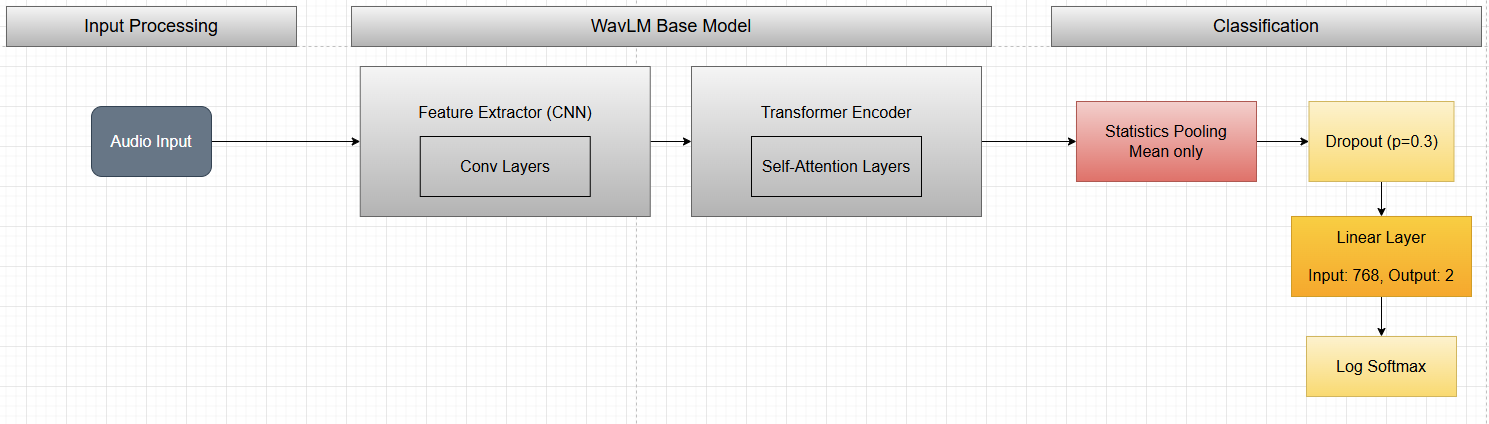 Input Processing
WavLM Base Model
Classification
Audio Input
Feature Extractor (CNN)
Conv Layers
Transformer Encoder
Self-Attention Layers
Statistics Pooling
Mean only
Dropout (p=0.3)
Linear Layer
Input: 768, Output: 2
Log Softmax